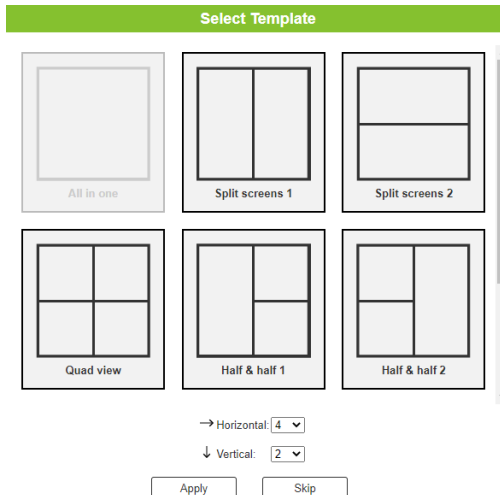 Select Template
All in one
Split screens 1
Split screens 2
Quad view
Half & half 1
Half & half 2
→ Horizontal: 4
↓ Vertical: 2
Apply
Skip